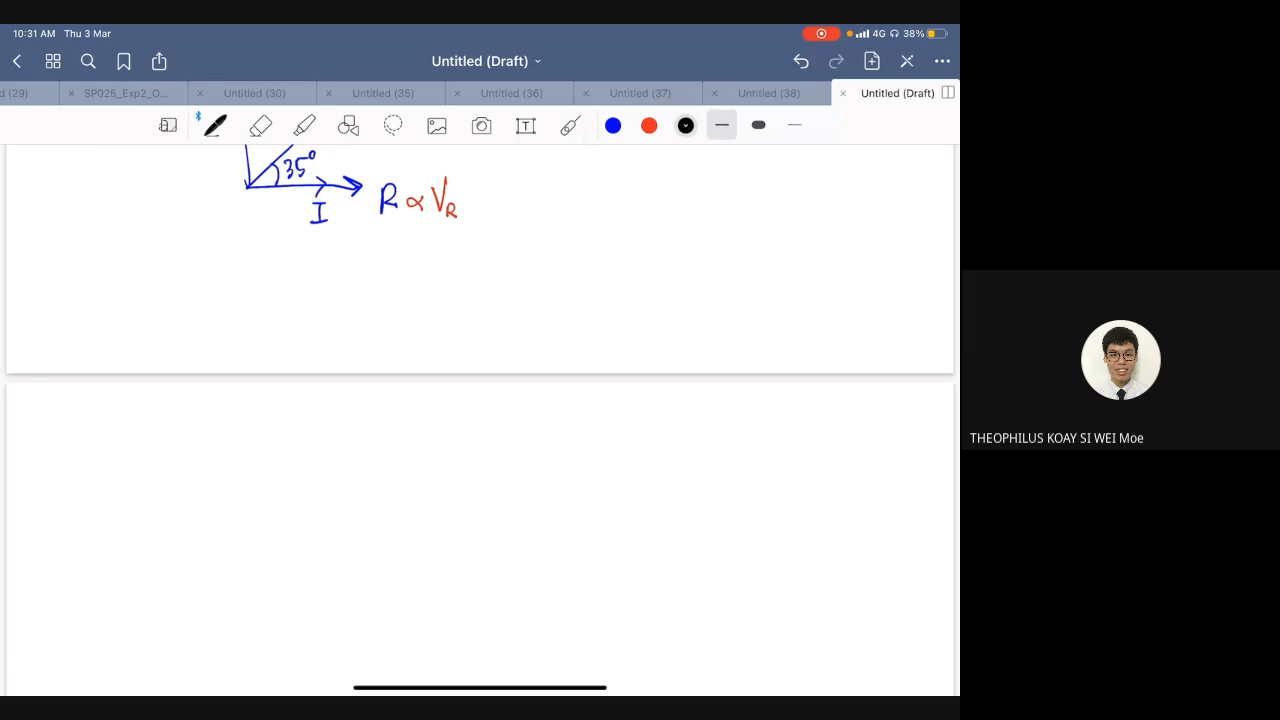 10:31 AM Thu 3 Mar
4G 38%
Untitled (Draft)
d (29)
SP025_Exp2_O...
Untitled (30)
Untitled (35)
Untitled (36)
Untitled (37)
Untitled (38)
Untitled (Draft)
T
35°
I
R ∝ V_R
THEOPHILUS KOAY SI WEI Moe